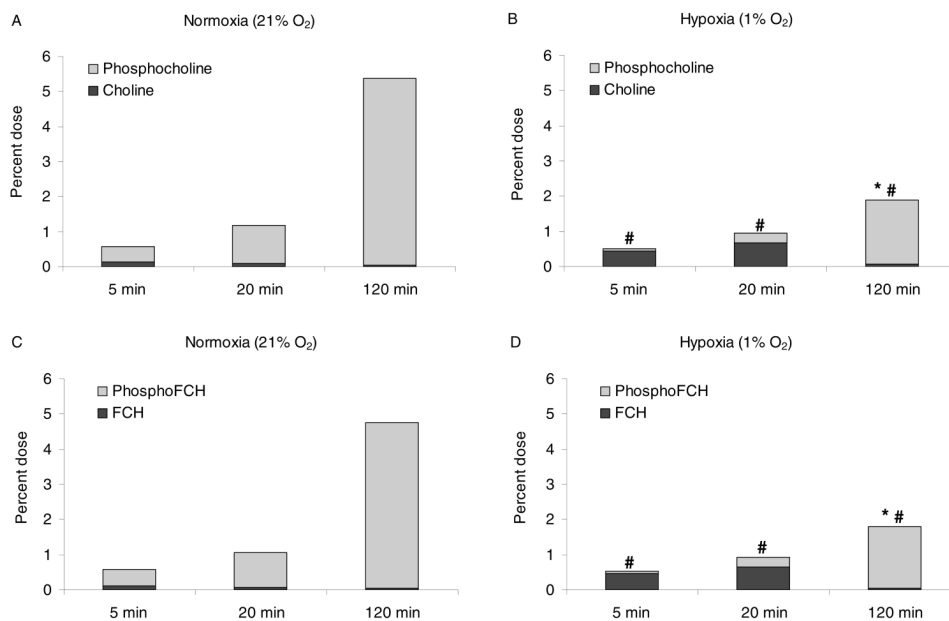 A
Normoxia (21% O₂)
6
5
4
3
2
1
0
Percent dose
Phosphocholine
Choline
5 min
20 min
120 min
B
Hypoxia (1% O₂)
6
5
4
3
2
1
0
Percent dose
Phosphocholine
Choline
#
#
* #
5 min
20 min
120 min
C
Normoxia (21% O₂)
6
5
4
3
2
1
0
Percent dose
PhosphoFCH
FCH
5 min
20 min
120 min
D
Hypoxia (1% O₂)
6
5
4
3
2
1
0
Percent dose
PhosphoFCH
FCH
#
#
* #
5 min
20 min
120 min